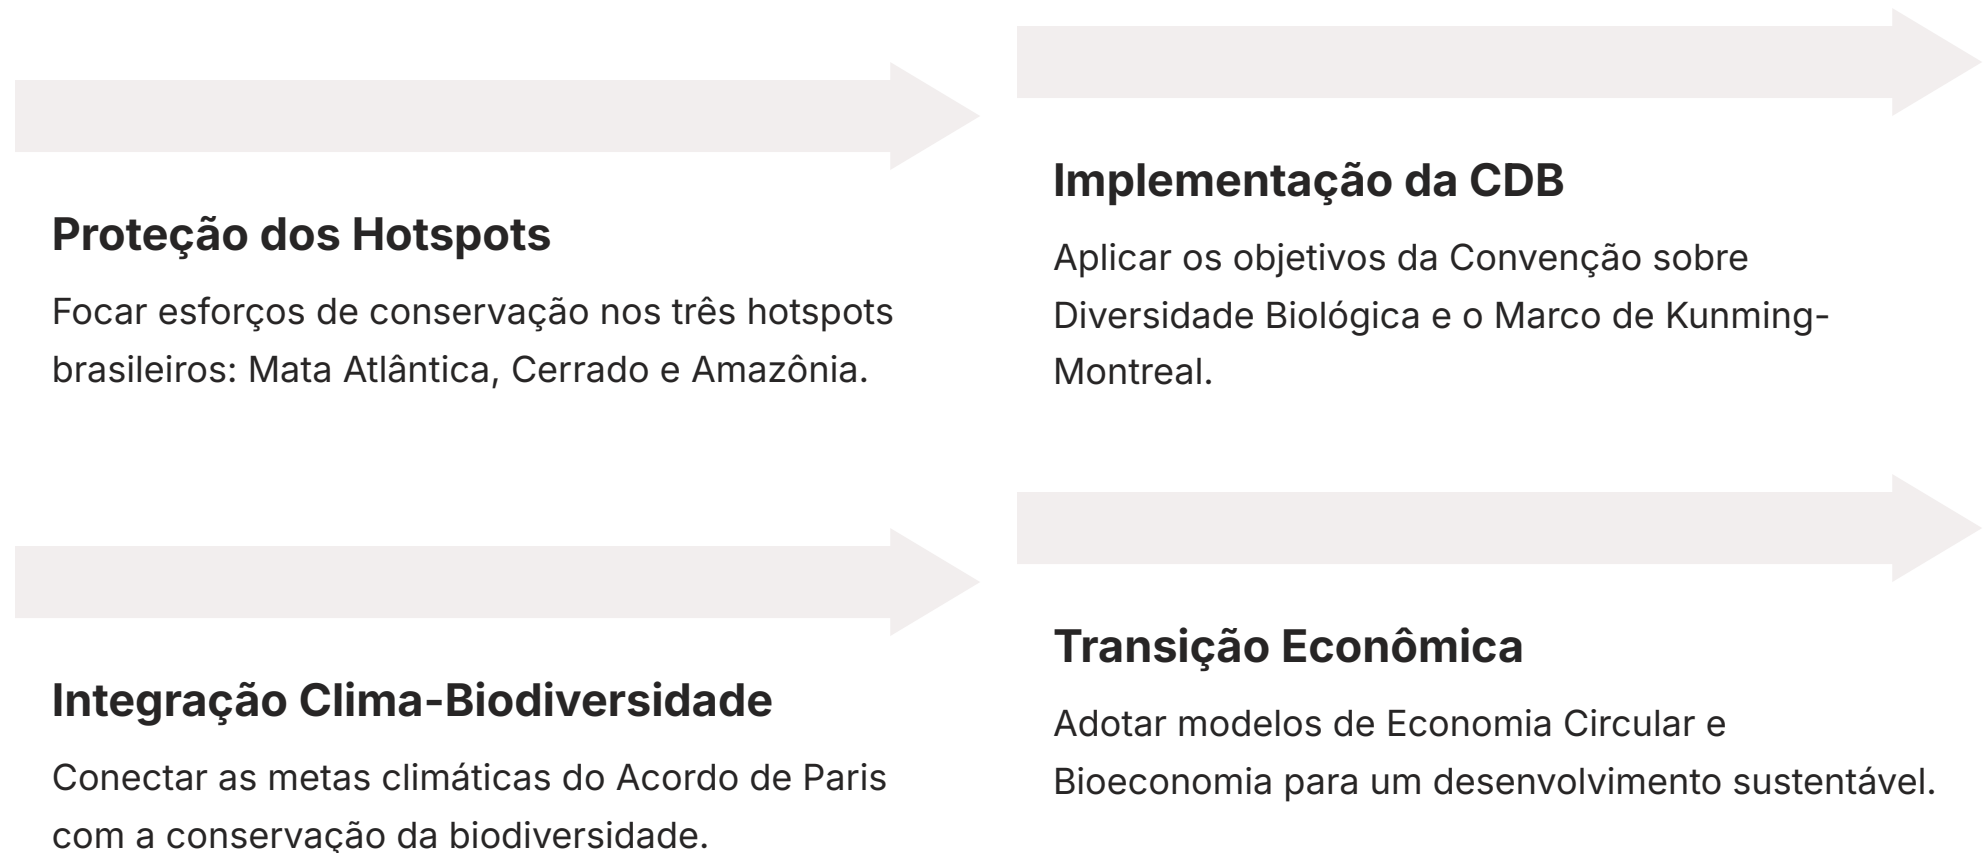 Proteção dos Hotspots
Focar esforços de conservação nos três hotspots
brasileiros: Mata Atlântica, Cerrado e Amazônia.
Implementação da CDB
Aplicar os objetivos da Convenção sobre
Diversidade Biológica e o Marco de Kunming-
Montreal.
Integração Clima-Biodiversidade
Conectar as metas climáticas do Acordo de Paris
com a conservação da biodiversidade.
Transição Econômica
Adotar modelos de Economia Circular e
Bioeconomia para um desenvolvimento sustentável.